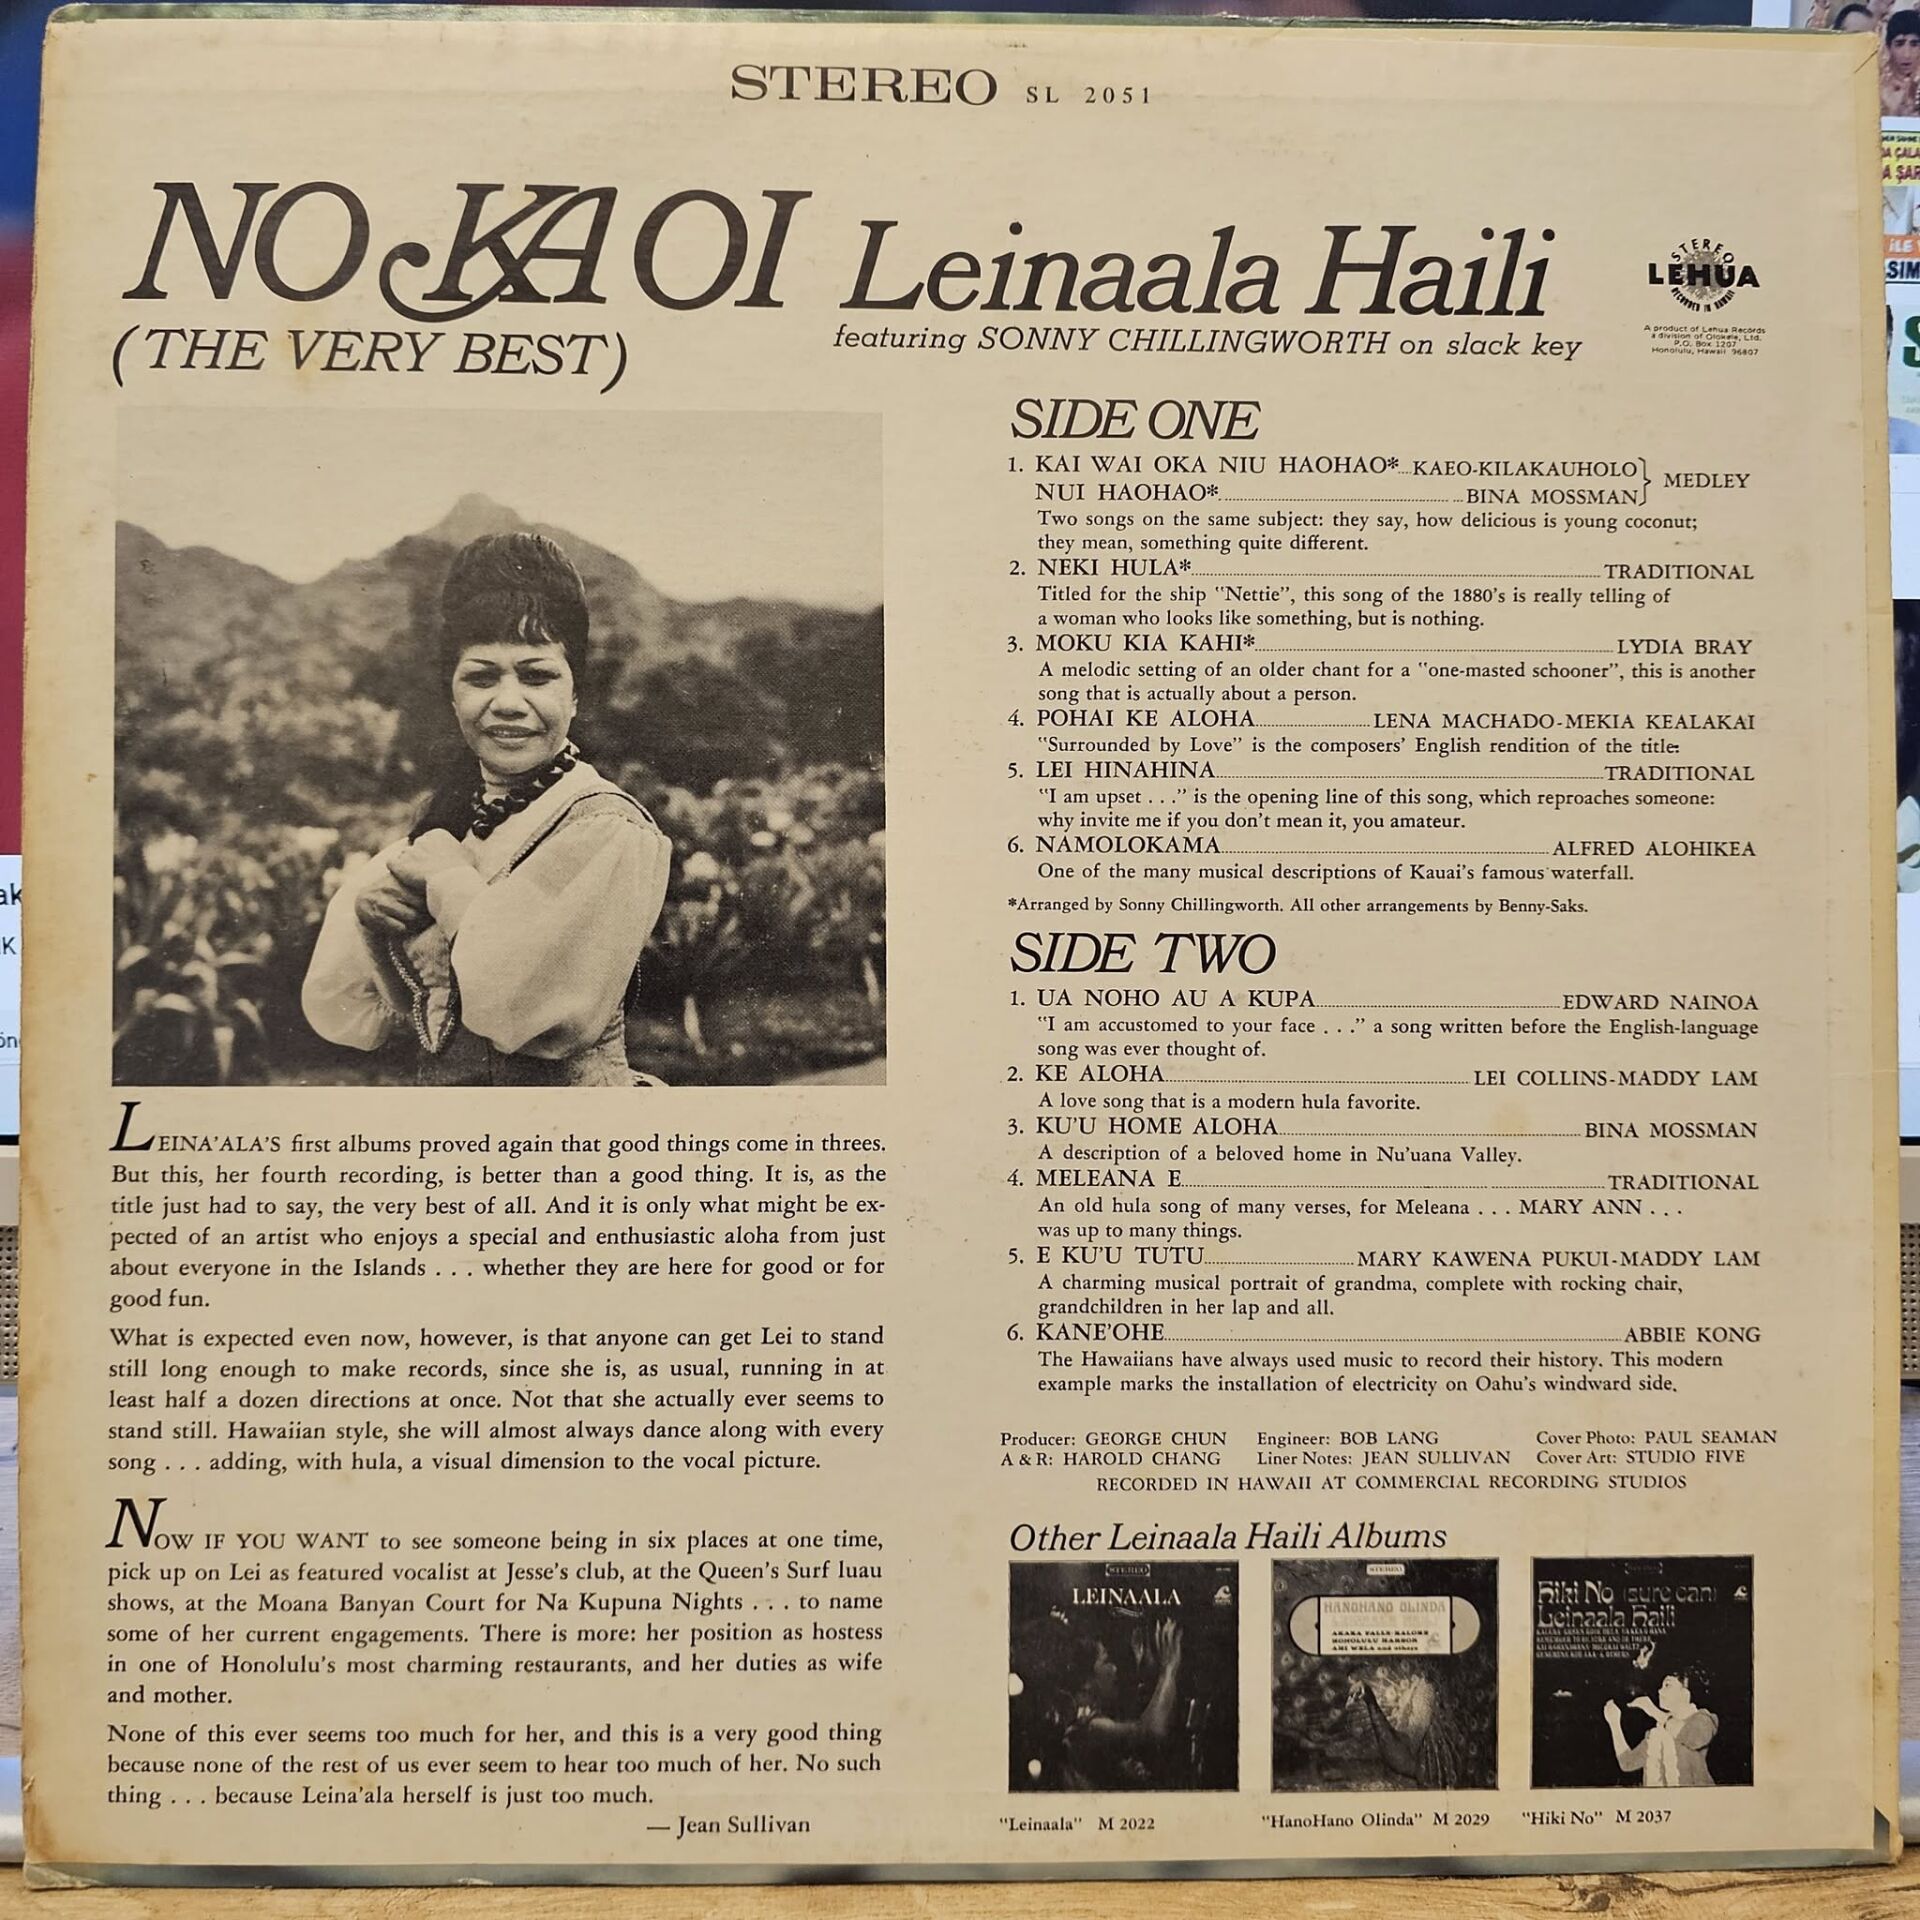 STEREO SL 2051
NO KA OI Leinaala Haili
(THE VERY BEST)
featuring SONNY CHILLINGWORTH on slack key
STEREO
LEHUA
RECORDED IN HAWAII
A product of Lehua Records
a division of Olokele, Ltd.
P.O. Box 1207
Honolulu, Hawaii 96807
LEINA'ALA'S first albums proved again that good things come in threes.
But this, her fourth recording, is better than a good thing. It is, as the
title just had to say, the very best of all. And it is only what might be ex-
pected of an artist who enjoys a special and enthusiastic aloha from just
about everyone in the Islands . . . whether they are here for good or for
good fun.
What is expected even now, however, is that anyone can get Lei to stand
still long enough to make records, since she is, as usual, running in at
least half a dozen directions at once. Not that she actually ever seems to
stand still. Hawaiian style, she will almost always dance along with every
song . . . adding, with hula, a visual dimension to the vocal picture.
NOW IF YOU WANT to see someone being in six places at one time,
pick up on Lei as featured vocalist at Jesse's club, at the Queen's Surf luau
shows, at the Moana Banyan Court for Na Kupuna Nights . . . to name
some of her current engagements. There is more: her position as hostess
in one of Honolulu's most charming restaurants, and her duties as wife
and mother.
None of this ever seems too much for her, and this is a very good thing
because none of the rest of us ever seem to hear too much of her. No such
thing . . . because Leina'ala herself is just too much.
— Jean Sullivan
SIDE ONE
1. KAI WAI OKA NIU HAOHAO*...KAEO-KILAKAUHOLO } MEDLEY
NUI HAOHAO*...BINA MOSSMAN
Two songs on the same subject: they say, how delicious is young coconut;
they mean, something quite different.
2. NEKI HULA*...TRADITIONAL
Titled for the ship "Nettie", this song of the 1880's is really telling of
a woman who looks like something, but is nothing.
3. MOKU KIA KAHI*...LYDIA BRAY
A melodic setting of an older chant for a "one-masted schooner", this is another
song that is actually about a person.
4. POHAI KE ALOHA...LENA MACHADO-MEKIA KEALAKAI
"Surrounded by Love" is the composers' English rendition of the title.
5. LEI HINAHINA...TRADITIONAL
"I am upset . . ." is the opening line of this song, which reproaches someone:
why invite me if you don't mean it, you amateur.
6. NAMOLOKAMA...ALFRED ALOHIKEA
One of the many musical descriptions of Kauai's famous waterfall.
*Arranged by Sonny Chillingworth. All other arrangements by Benny-Saks.
SIDE TWO
1. UA NOHO AU A KUPA...EDWARD NAINOA
"I am accustomed to your face . . ." a song written before the English-language
song was ever thought of.
2. KE ALOHA...LEI COLLINS-MADDY LAM
A love song that is a modern hula favorite.
3. KU'U HOME ALOHA...BINA MOSSMAN
A description of a beloved home in Nu'uana Valley.
4. MELEANA E...TRADITIONAL
An old hula song of many verses, for Meleana . . . MARY ANN . . .
was up to many things.
5. E KU'U TUTU...MARY KAWENA PUKUI-MADDY LAM
A charming musical portrait of grandma, complete with rocking chair,
grandchildren in her lap and all.
6. KANE'OHE...ABBIE KONG
The Hawaiians have always used music to record their history. This modern
example marks the installation of electricity on Oahu's windward side.
Producer: GEORGE CHUN Engineer: BOB LANG Cover Photo: PAUL SEAMAN
A & R: HAROLD CHANG Liner Notes: JEAN SULLIVAN Cover Art: STUDIO FIVE
RECORDED IN HAWAII AT COMMERCIAL RECORDING STUDIOS
Other Leinaala Haili Albums
STEREO
LEINAALA
STEREO
HANOHANO OLINDA
AKAKA FALLS KALOKE
HONOLULU HARBOR
AHI WELA and others
Hiki No (sure can)
Leinaala Haili
"Leinaala" M 2022 "HanoHano Olinda" M 2029 "Hiki No" M 2037